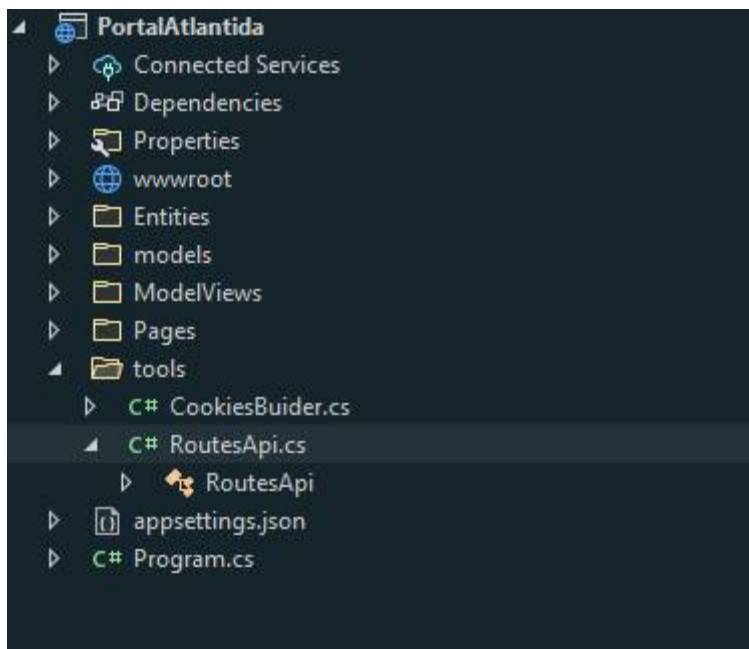 PortalAtlantida
Connected Services
Dependencies
Properties
wwwroot
Entities
models
ModelViews
Pages
tools
C# CookiesBuider.cs
C# RoutesApi.cs
RoutesApi
appsettings.json
C# Program.cs